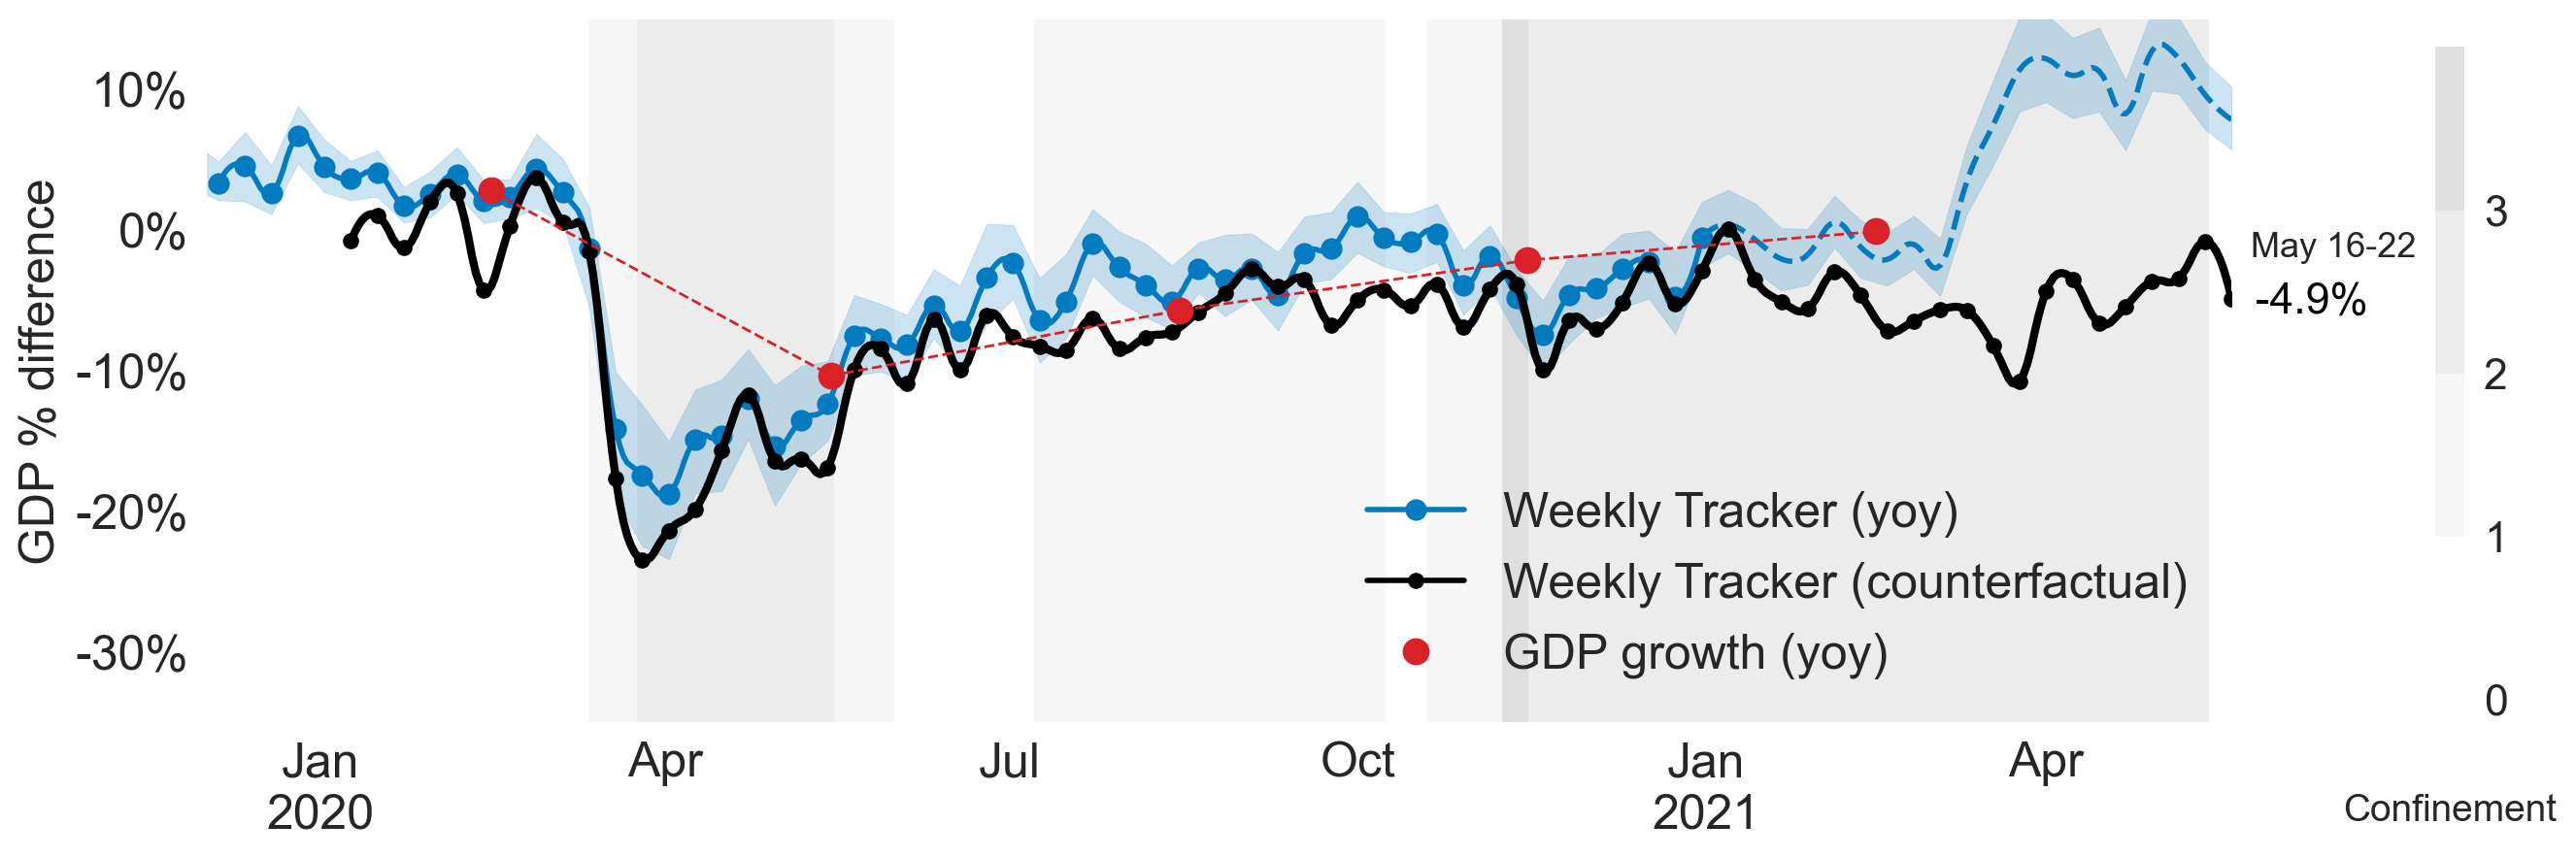 GDP % difference
10%
0%
-10%
-20%
-30%
Jan
2020
Apr
Jul
Oct
Jan
2021
Apr
Weekly Tracker (yoy)
Weekly Tracker (counterfactual)
GDP growth (yoy)
May 16-22
-4.9%
3
2
1
0
Confinement